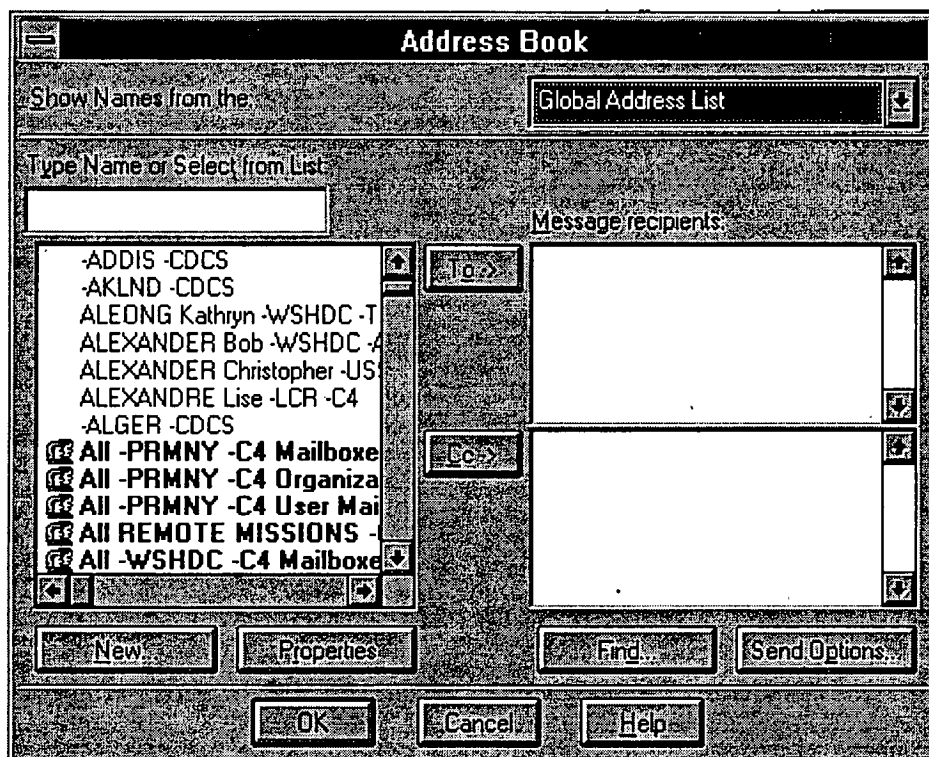 Address Book
Show Names from the:
Global Address List
Type Name or Select from List:
Message recipients:
-ADDIS -CDCS
-AKLND -CDCS
ALEONG Kathryn -WSHDC -T
ALEXANDER Bob -WSHDC -A
ALEXANDER Christopher -US
ALEXANDRE Lise -LCR -C4
-ALGER -CDCS
All -PRMNY -C4 Mailboxe
All -PRMNY -C4 Organiza
All -PRMNY -C4 User Mai
All REMOTE MISSIONS -
All -WSHDC -C4 Mailboxe
To->
Cc->
New...
Properties
Find...
Send Options...
OK
Cancel
Help